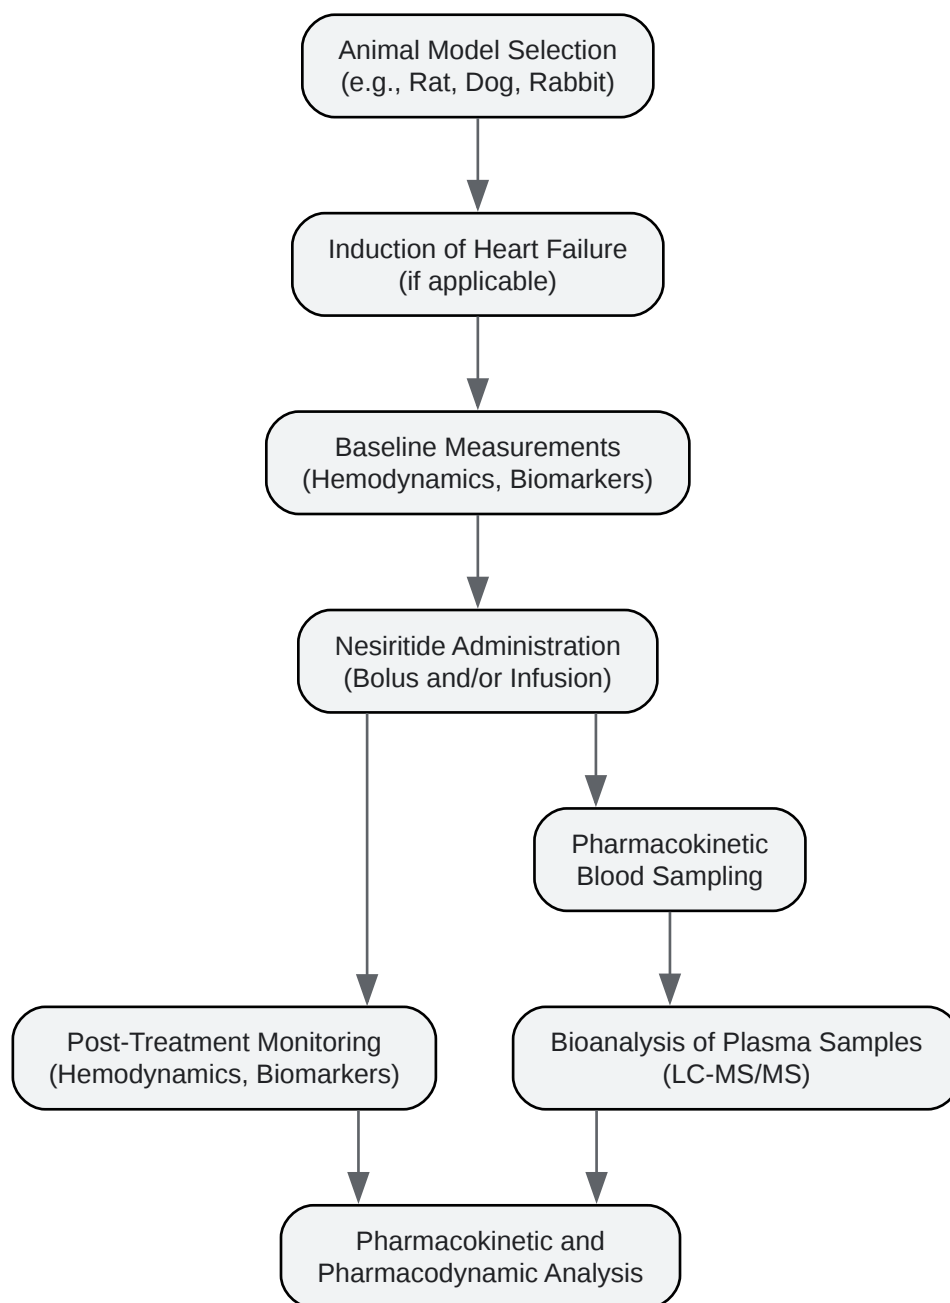 Animal Model Selection
(e.g., Rat, Dog, Rabbit)
Induction of Heart Failure
(if applicable)
Baseline Measurements
(Hemodynamics, Biomarkers)
Nesiritide Administration
(Bolus and/or Infusion)
Pharmacokinetic
Blood Sampling
Post-Treatment Monitoring
(Hemodynamics, Biomarkers)
Bioanalysis of Plasma Samples
(LC-MS/MS)
Pharmacokinetic and
Pharmacodynamic Analysis